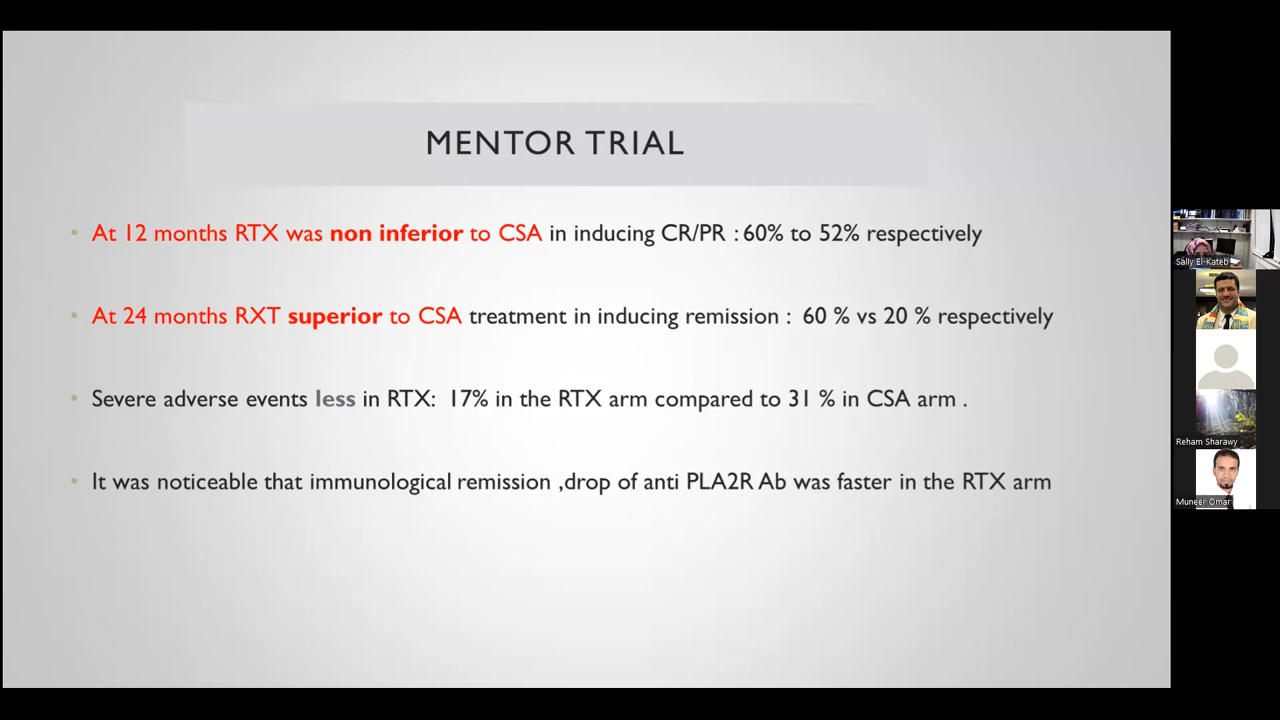 MENTOR TRIAL
• At 12 months RTX was non inferior to CSA in inducing CR/PR : 60% to 52% respectively
• At 24 months RXT superior to CSA treatment in inducing remission : 60 % vs 20 % respectively
• Severe adverse events less in RTX: 17% in the RTX arm compared to 31 % in CSA arm .
• It was noticeable that immunological remission ,drop of anti PLA2R Ab was faster in the RTX arm
Sally El-Kateb
Reham Sharawy
Muneer Omar